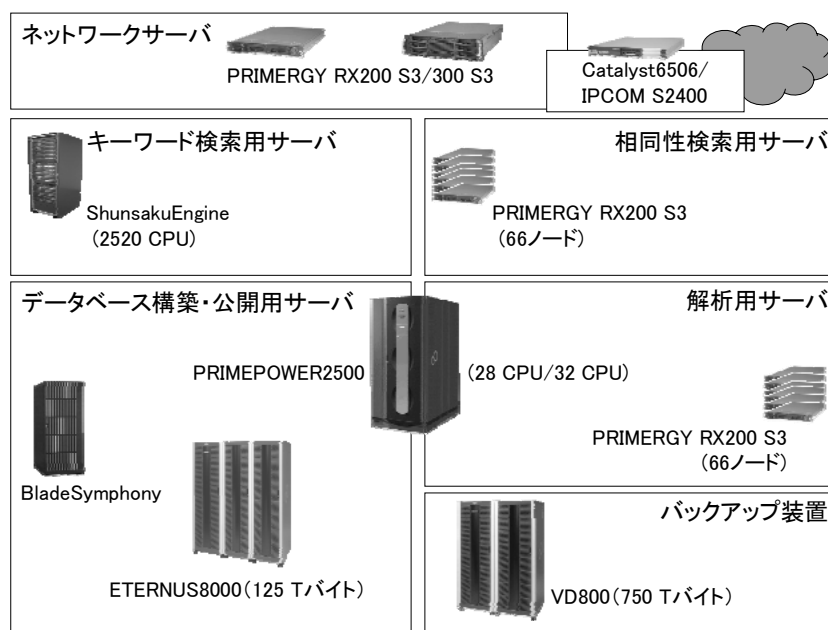 ネットワークサーバ
PRIMERGY RX200 S3/300 S3
Catalyst6506/
IPCOM S2400
キーワード検索用サーバ
ShunsakuEngine
(2520 CPU)
相同性検索用サーバ
PRIMERGY RX200 S3
(66ノード)
データベース構築・公開用サーバ
PRIMEPOWER2500
(28 CPU/32 CPU)
BladeSymphony
ETERNUS8000(125 Tバイト)
解析用サーバ
PRIMERGY RX200 S3
(66ノード)
バックアップ装置
VD800(750 Tバイト)